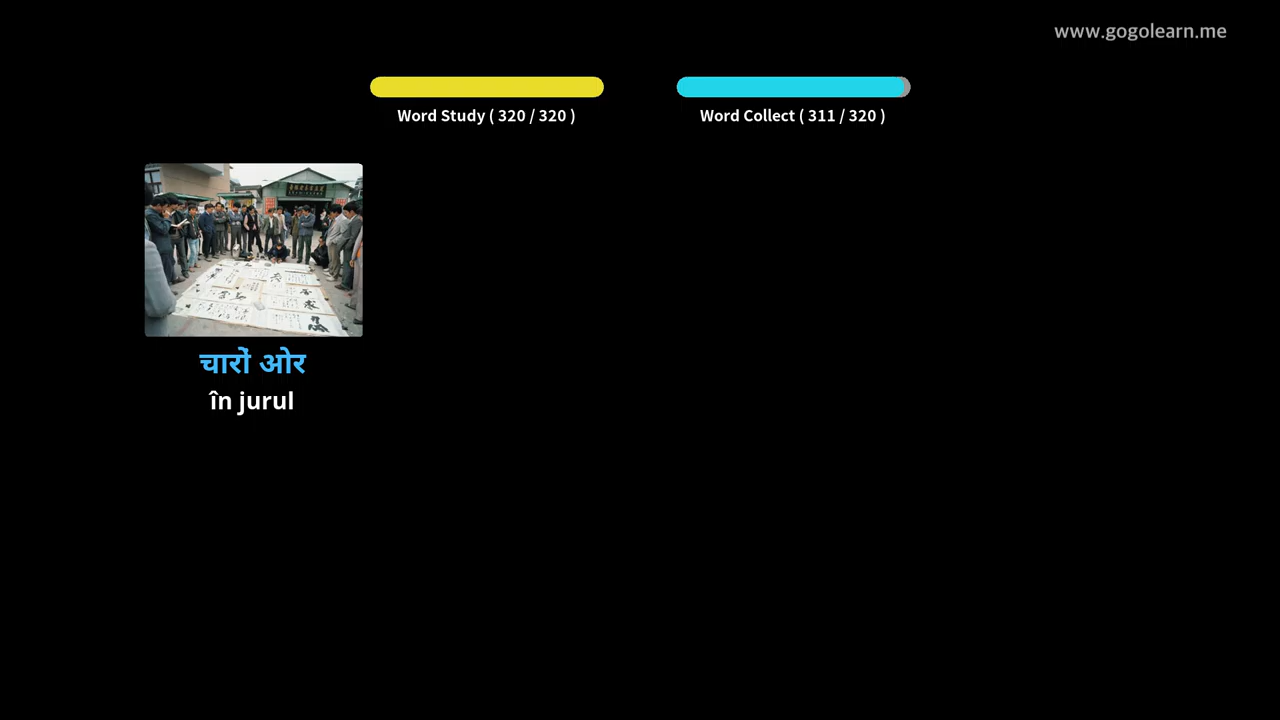 www.gogolearn.me
Word Study ( 320 / 320 )
Word Collect ( 311 / 320 )
चारों ओर
în jurul